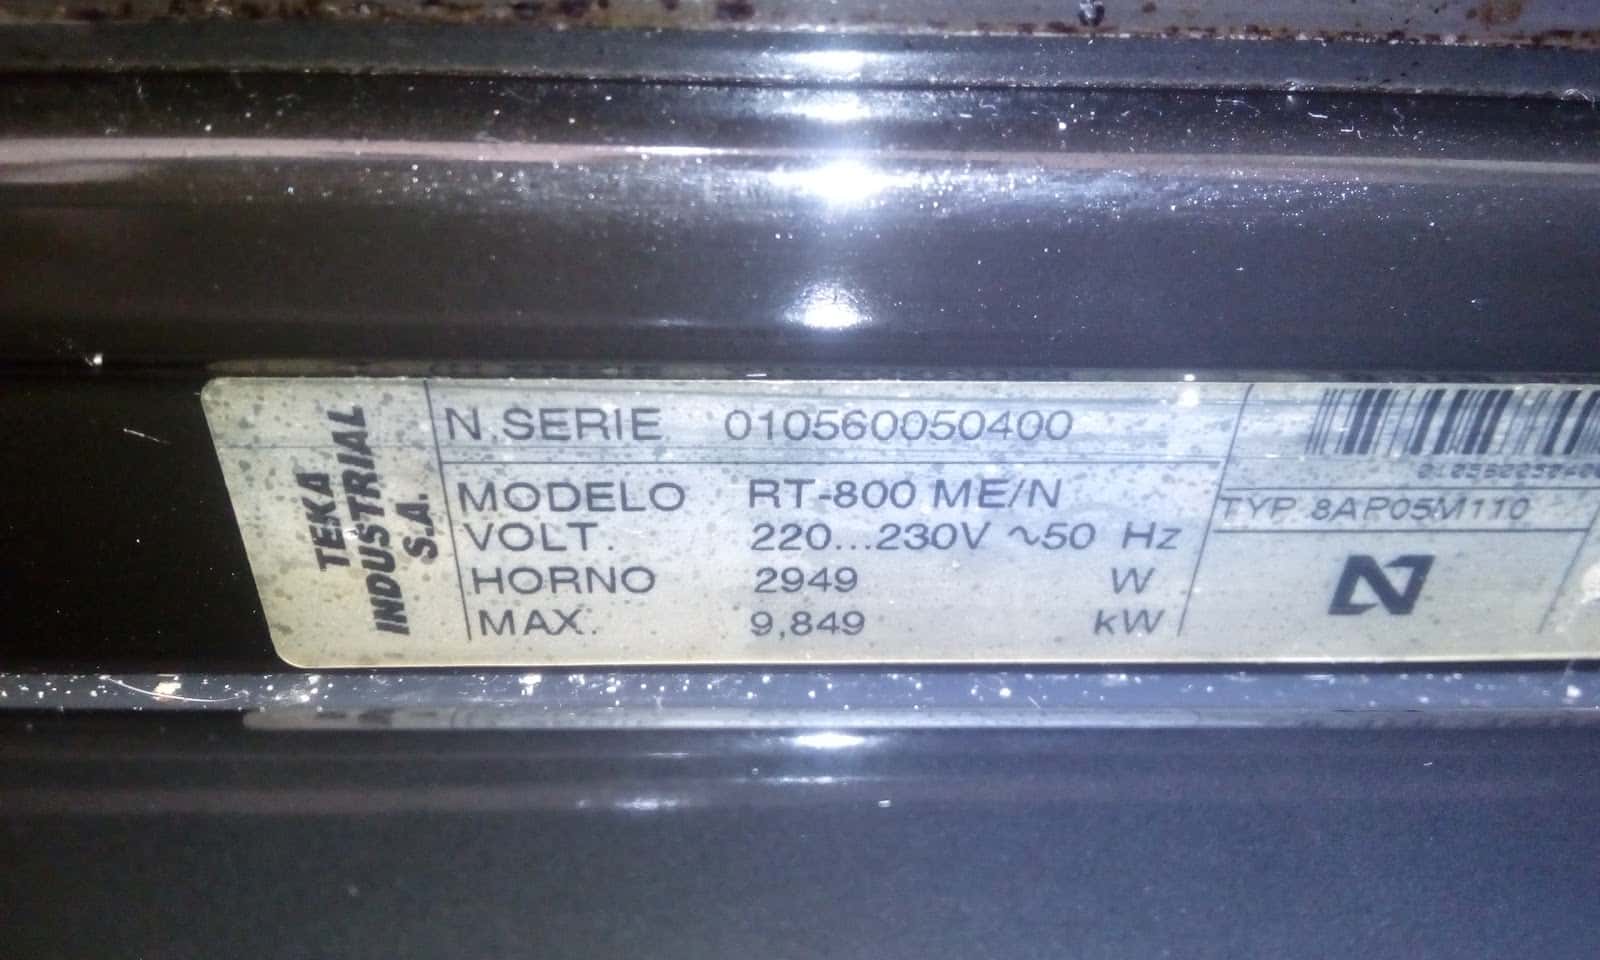 TEKA
INDUSTRIAL
S.A.
N.SERIE 010560050400
MODELO RT-800 ME/N
VOLT. 220...230V ~50 Hz
HORNO 2949 W
MAX. 9,849 kW
TYP 8AP05M110
N